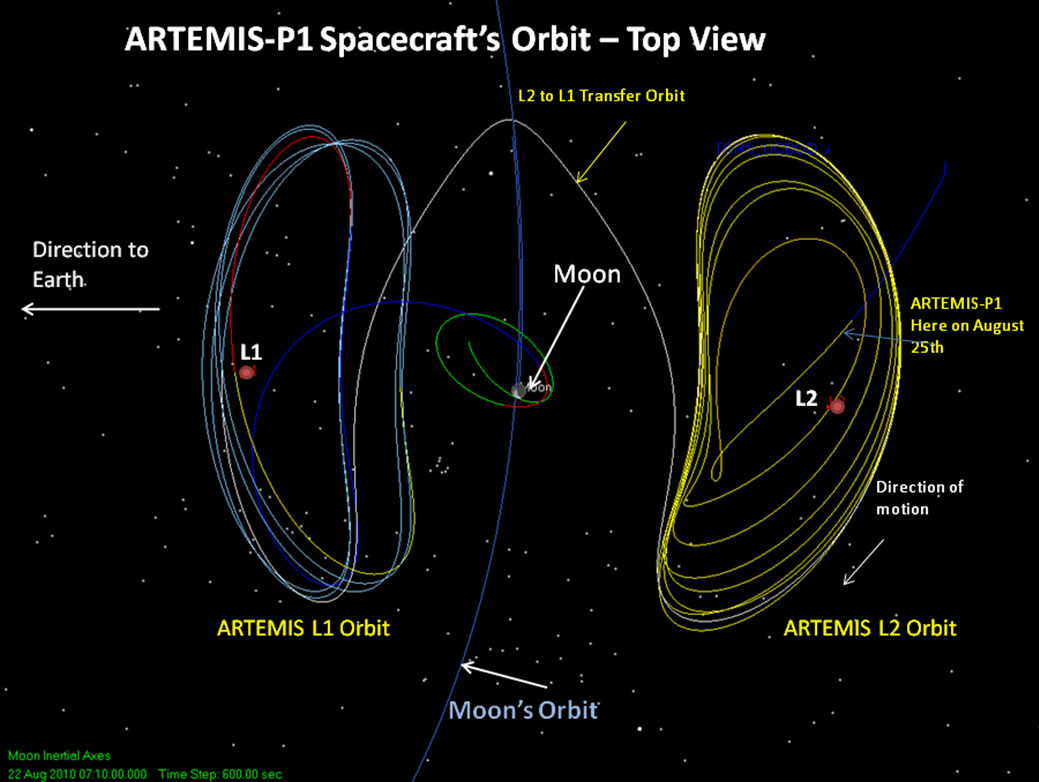 ARTEMIS-P1 Spacecraft's Orbit – Top View
L2 to L1 Transfer Orbit
Direction to
Earth
Moon
ARTEMIS-P1
Here on August
25th
L1
Moon
L2
Direction of
motion
ARTEMIS L1 Orbit
ARTEMIS L2 Orbit
Moon's Orbit
Moon Inertial Axes
22 Aug 2010 07:10:00.000 Time Step: 600.00 sec